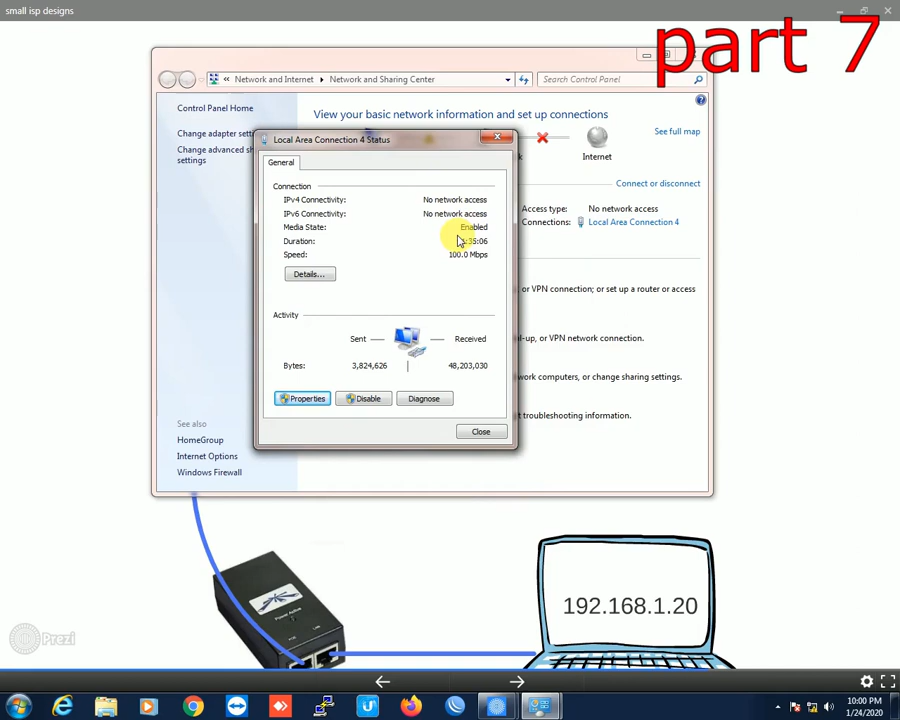 small isp designs
part 7
« Network and Internet Network and Sharing Center
Search Control Panel
Control Panel Home
Change adapter
Change advanced
settings
View your basic network information and set up connections
See full map
Internet
Connect or disconnect
Access type: No network access
Connections: Local Area Connection 4
or VPN connection; or set up a router or access
or VPN network connection.
work computers, or change sharing settings.
troubleshooting information.
Local Area Connection 4 Status
General
Connection
IPv4 Connectivity: No network access
IPv6 Connectivity: No network access
Media State: Enabled
Duration: :35:06
Speed: 100.0 Mbps
Details...
Activity
Sent Received
Bytes: 3,824,626 48,203,030
Properties Disable Diagnose
Close
See also
HomeGroup
Internet Options
Windows Firewall
192.168.1.20
Prezi
10:00 PM
1/24/2020